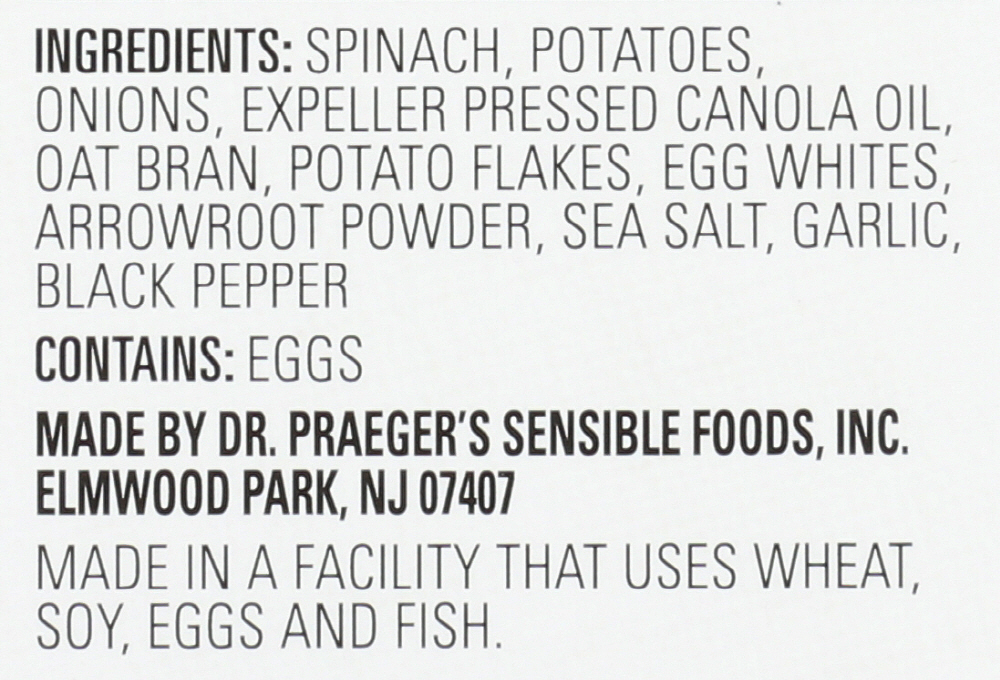 INGREDIENTS: SPINACH, POTATOES,
ONIONS, EXPELLER PRESSED CANOLA OIL,
OAT BRAN, POTATO FLAKES, EGG WHITES,
ARROWROOT POWDER, SEA SALT, GARLIC,
BLACK PEPPER
CONTAINS: EGGS
MADE BY DR. PRAEGER'S SENSIBLE FOODS, INC.
ELMWOOD PARK, NJ 07407
MADE IN A FACILITY THAT USES WHEAT,
SOY, EGGS AND FISH.